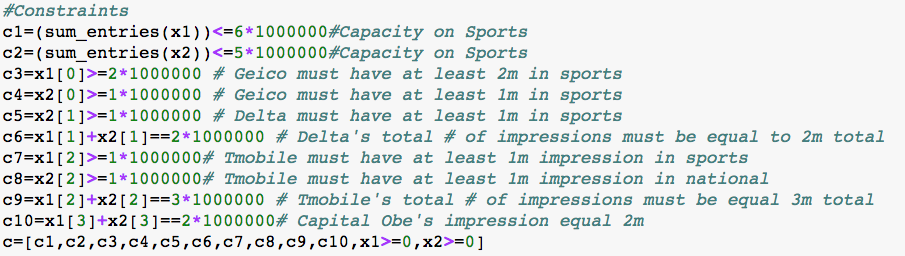 #Constraints
c1=(sum_entries(x1))<=6*1000000#Capacity on Sports
c2=(sum_entries(x2))<=5*1000000#Capacity on Sports
c3=x1[0]>=2*1000000 # Geico must have at least 2m in sports
c4=x2[0]>=1*1000000 # Geico must have at least 1m in sports
c5=x2[1]>=1*1000000 # Delta must have at least 1m in sports
c6=x1[1]+x2[1]==2*1000000 # Delta's total # of impressions must be equal to 2m total
c7=x1[2]>=1*1000000# Tmobile must have at least 1m impression in sports
c8=x2[2]>=1*1000000# Tmobile must have at least 1m impression in national
c9=x1[2]+x2[2]==3*1000000 # Tmobile's total # of impressions must be equal 3m total
c10=x1[3]+x2[3]==2*1000000# Capital Obe's impression equal 2m
c=[c1,c2,c3,c4,c5,c6,c7,c8,c9,c10,x1>=0,x2>=0]